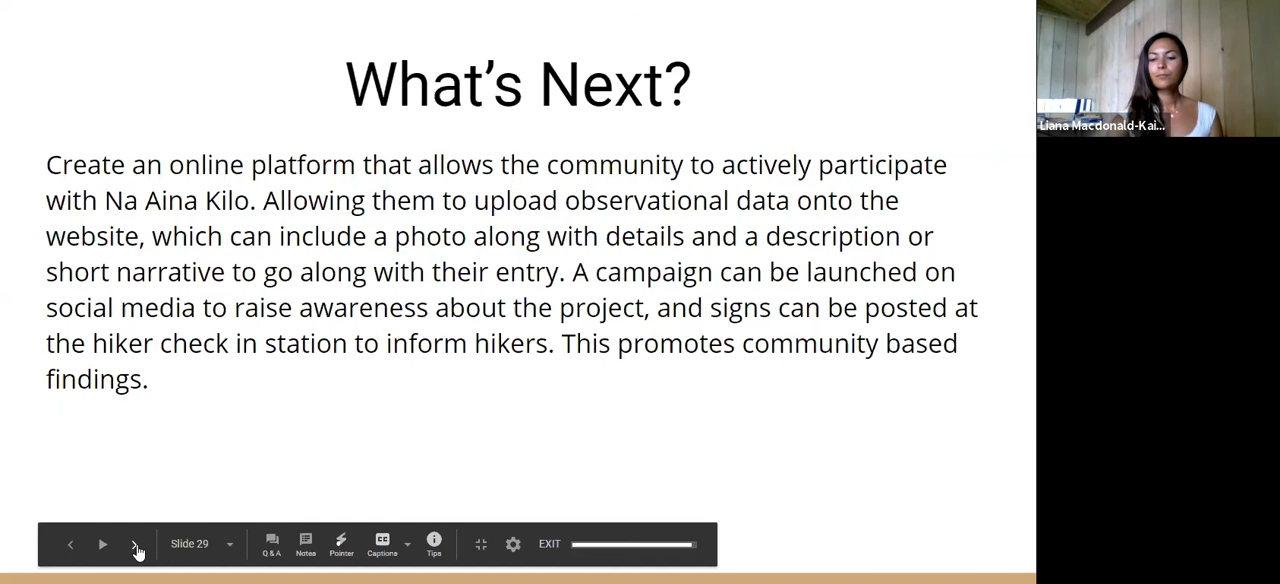 What's Next?
Create an online platform that allows the community to actively participate
with Na Aina Kilo. Allowing them to upload observational data onto the
website, which can include a photo along with details and a description or
short narrative to go along with their entry. A campaign can be launched on
social media to raise awareness about the project, and signs can be posted at
the hiker check in station to inform hikers. This promotes community based
findings.
Liana Macdonald-Kai...
Slide 29
Q & A
Notes
Pointer
CC
Captions
Tips
EXIT